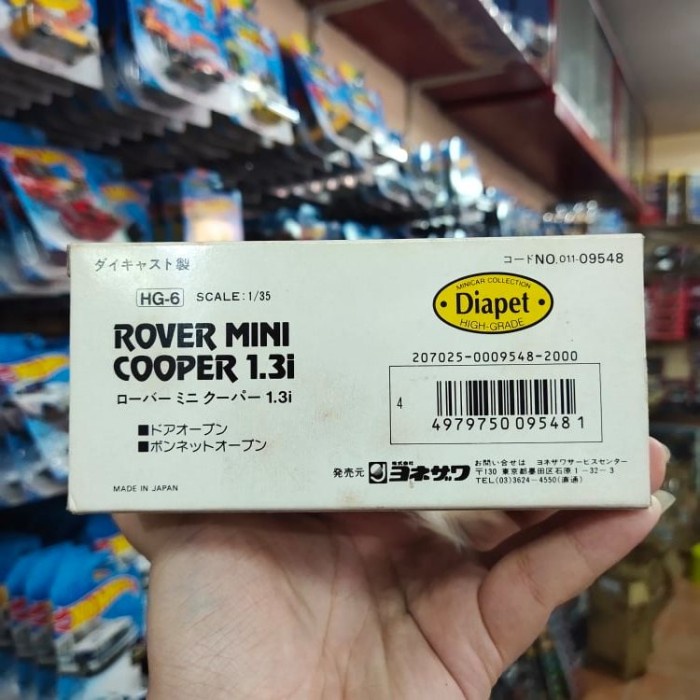 ダイキャスト製
コードNO.011-09548
HG-6 SCALE:1/35
MINICAR COLLECTION
Diapet
HIGH-GRADE
ROVER MINI
COOPER 1.3i
ローバー ミニ クーパー 1.3i
207025-0009548-2000
4
4979750095481
■ドアオープン
■ボンネットオープン
発売元 株式会社 ヨネザワ
お問い合せは ヨネザワサービスセンター
〒130 東京都墨田区石原1-32-3
TEL(03)3624-4550(直通)
MADE IN JAPAN